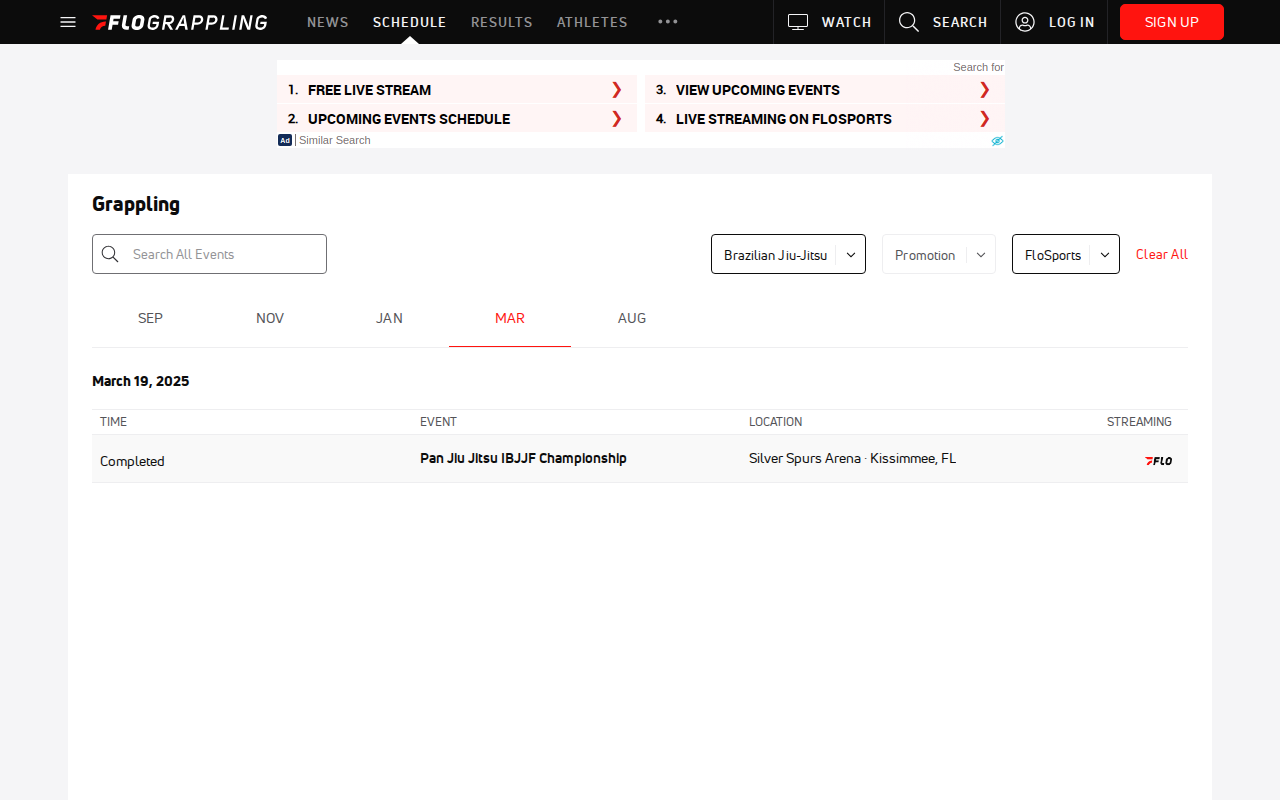 FLOGRAPPLING NEWS SCHEDULE RESULTS ATHLETES ••• WATCH SEARCH LOG IN SIGN UP
Search for
1. FREE LIVE STREAM ❯
2. UPCOMING EVENTS SCHEDULE ❯
3. VIEW UPCOMING EVENTS ❯
4. LIVE STREAMING ON FLOSPORTS ❯
Ad | Similar Search
Grappling
Search All Events Brazilian Jiu-Jitsu Promotion FloSports Clear All
SEP NOV JAN MAR AUG
March 19, 2025
TIME EVENT LOCATION STREAMING
Completed Pan Jiu Jitsu IBJJF Championship Silver Spurs Arena · Kissimmee, FL FLO